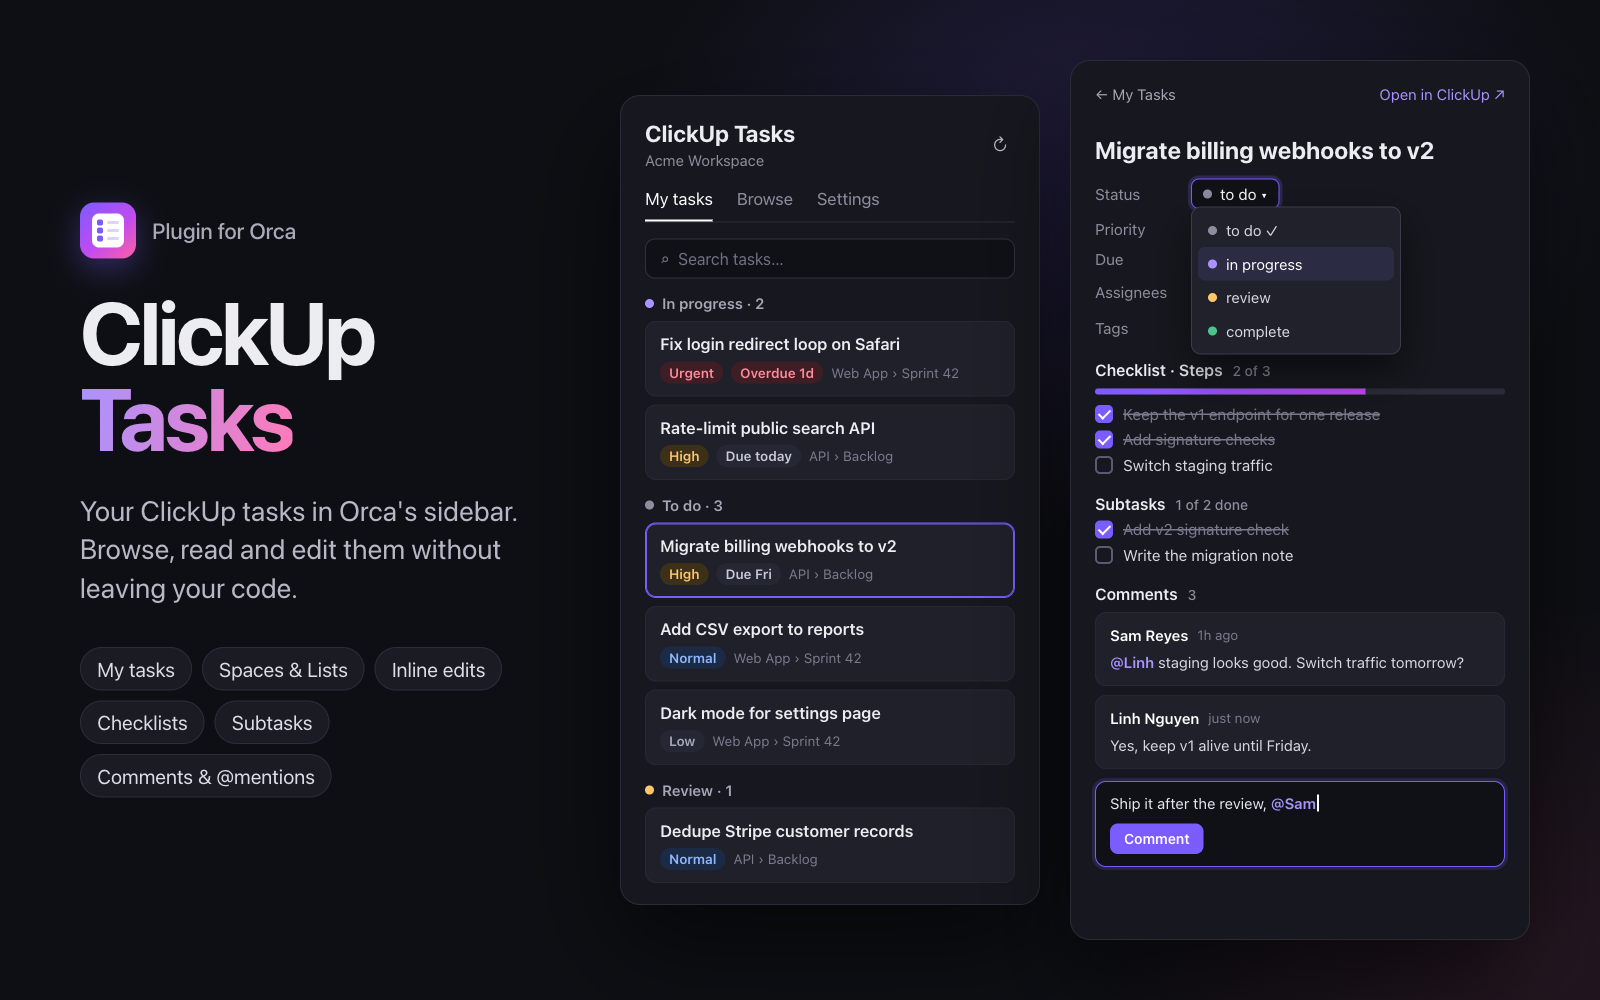 Plugin for Orca
ClickUp
Tasks
Your ClickUp tasks in Orca's sidebar.
Browse, read and edit them without
leaving your code.
My tasks
Spaces & Lists
Inline edits
Checklists
Subtasks
Comments & @mentions
ClickUp Tasks
Acme Workspace
My tasks
Browse
Settings
Search tasks...
In progress · 2
Fix login redirect loop on Safari
Urgent
Overdue 1d
Web App › Sprint 42
Rate-limit public search API
High
Due today
API › Backlog
To do · 3
Migrate billing webhooks to v2
High
Due Fri
API › Backlog
Add CSV export to reports
Normal
Web App › Sprint 42
Dark mode for settings page
Low
Web App › Sprint 42
Review · 1
Dedupe Stripe customer records
Normal
API › Backlog
← My Tasks
Open in ClickUp ↗
Migrate billing webhooks to v2
Status
to do ▾
Priority
Due
Assignees
Tags
to do ✓
in progress
review
complete
Checklist · Steps 2 of 3
Keep the v1 endpoint for one release
Add signature checks
Switch staging traffic
Subtasks 1 of 2 done
Add v2 signature check
Write the migration note
Comments 3
Sam Reyes 1h ago
@Linh staging looks good. Switch traffic tomorrow?
Linh Nguyen just now
Yes, keep v1 alive until Friday.
Ship it after the review, @Sam
Comment